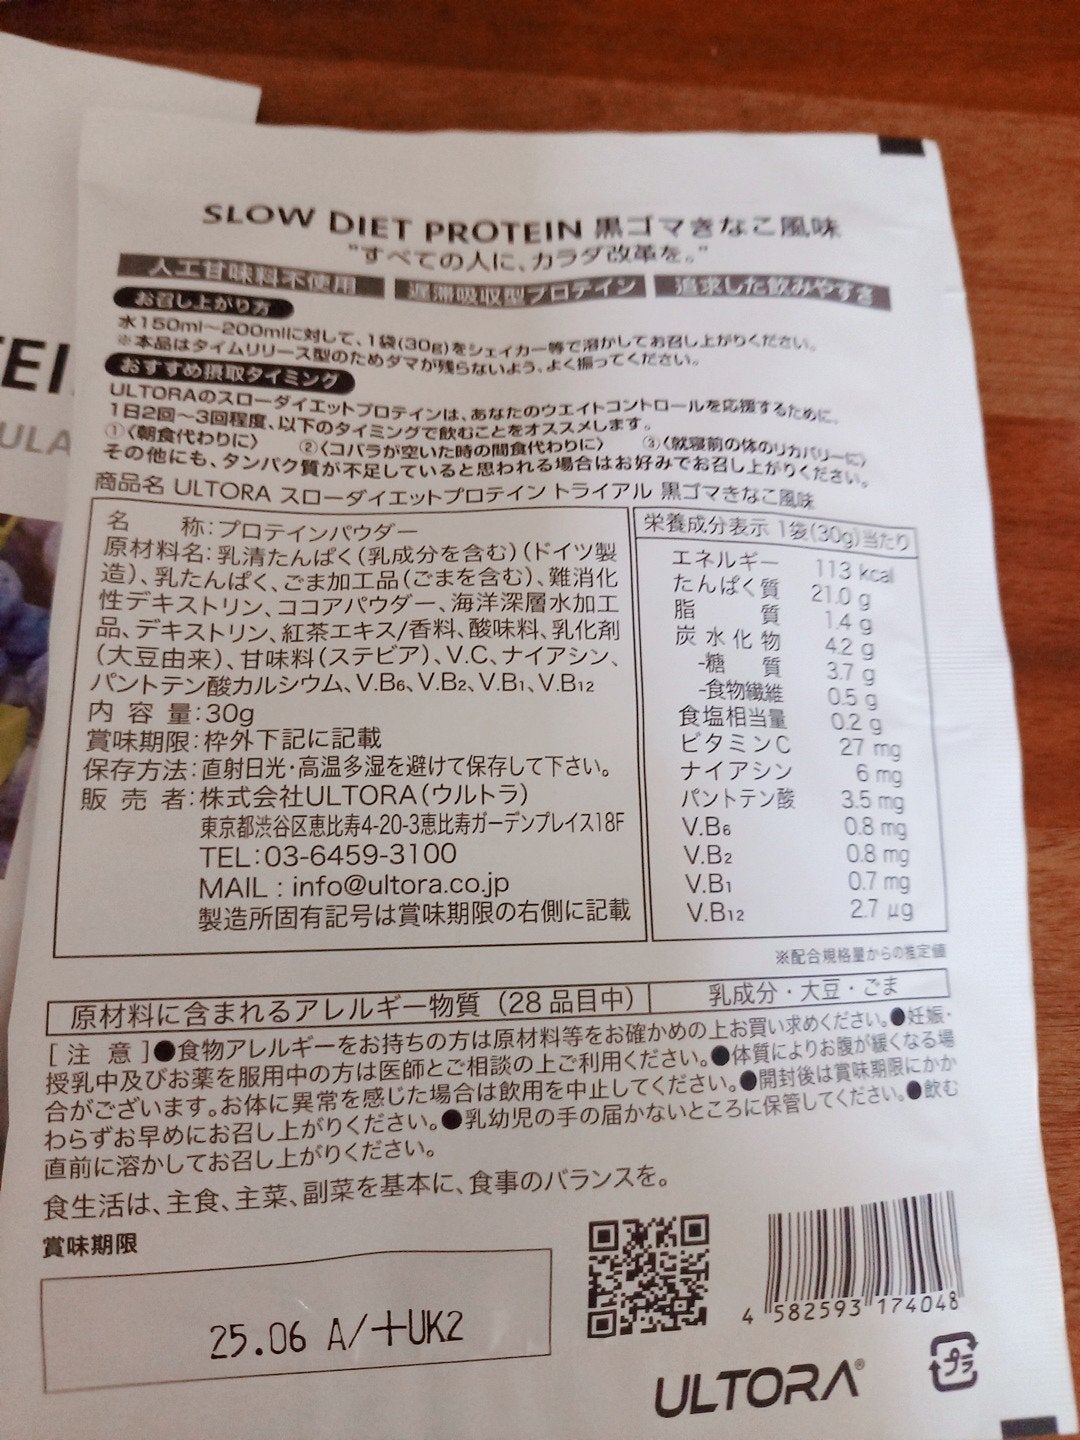 SLOW DIET PROTEIN 黒ゴマきなこ風味
"すべての人に、カラダ改革を。"
人工甘味料不使用 遅滞吸収型プロテイン 追求した飲みやすさ
お召し上がり方
水150ml～200mlに対して、1袋(30g)をシェイカー等で溶かしてお召し上がりください。
※本品はタイムリリース型のためダマが残らないよう、よく振ってください。
おすすめ摂取タイミング
ULTORAのスローダイエットプロテインは、あなたのウエイトコントロールを応援するために、
1日2回～3回程度、以下のタイミングで飲むことをオススメします。
①〈朝食代わりに〉 ②〈コバラが空いた時の間食代わりに〉 ③〈就寝前の体のリカバリーに〉
その他にも、タンパク質が不足していると思われる場合はお好みでお召し上がりください。
商品名 ULTORA スローダイエットプロテイン トライアル 黒ゴマきなこ風味
名 称:プロテインパウダー
原材料名:乳清たんぱく(乳成分を含む)(ドイツ製
造)、乳たんぱく、ごま加工品(ごまを含む)、難消化
性デキストリン、ココアパウダー、海洋深層水加工
品、デキストリン、紅茶エキス/香料、酸味料、乳化剤
(大豆由来)、甘味料(ステビア)、V.C、ナイアシン、
パントテン酸カルシウム、V.B6、V.B2、V.B1、V.B12
内 容 量:30g
賞味期限:枠外下記に記載
保存方法:直射日光・高温多湿を避けて保存して下さい。
販 売 者:株式会社ULTORA(ウルトラ)
東京都渋谷区恵比寿4-20-3恵比寿ガーデンプレイス18F
TEL:03-6459-3100
MAIL : info@ultora.co.jp
製造所固有記号は賞味期限の右側に記載
栄養成分表示 1袋(30g)当たり
エネルギー 113 kcal
たんぱく質 21.0 g
脂 質 1.4 g
炭水化物 4.2 g
-糖 質 3.7 g
-食物繊維 0.5 g
食塩相当量 0.2 g
ビタミンC 27 mg
ナイアシン 6 mg
パントテン酸 3.5 mg
V.B6 0.8 mg
V.B2 0.8 mg
V.B1 0.7 mg
V.B12 2.7 μg
※配合規格量からの推定値
原材料に含まれるアレルギー物質 (28品目中) 乳成分・大豆・ごま
[注 意]●食物アレルギーをお持ちの方は原材料等をお確かめの上お買い求めください。●妊娠・
授乳中及びお薬を服用中の方は医師とご相談の上ご利用ください。●体質によりお腹が緩くなる場
合がございます。お体に異常を感じた場合は飲用を中止してください。●開封後は賞味期限にかか
わらずお早めにお召し上がりください。●乳幼児の手の届かないところに保管してください。●飲む
直前に溶かしてお召し上がりください。
食生活は、主食、主菜、副菜を基本に、食事のバランスを。
賞味期限
25.06 A/+UK2
4 582593 174048
プラ
ULTORA®
TEI
ULA